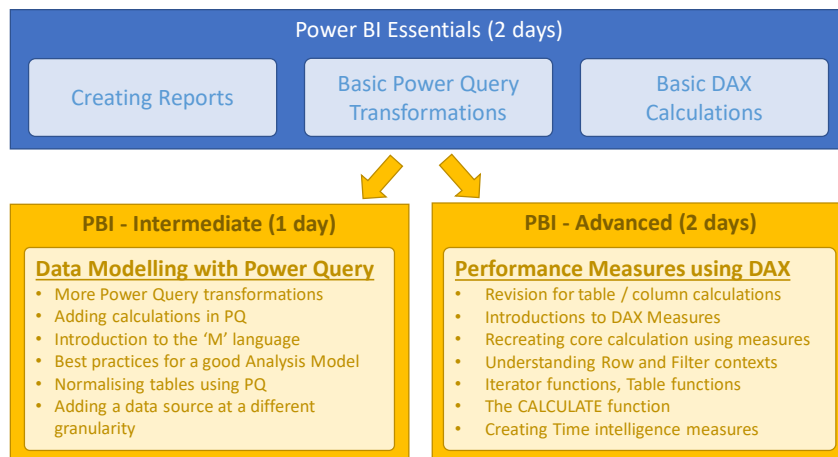 Power BI Essentials (2 days)
Creating Reports
Basic Power Query
Transformations
Basic DAX
Calculations
PBI - Intermediate (1 day)
Data Modelling with Power Query
• More Power Query transformations
• Adding calculations in PQ
• Introduction to the ‘M’ language
• Best practices for a good Analysis Model
• Normalising tables using PQ
• Adding a data source at a different
granularity
PBI - Advanced (2 days)
Performance Measures using DAX
• Revision for table / column calculations
• Introductions to DAX Measures
• Recreating core calculation using measures
• Understanding Row and Filter contexts
• Iterator functions, Table functions
• The CALCULATE function
• Creating Time intelligence measures